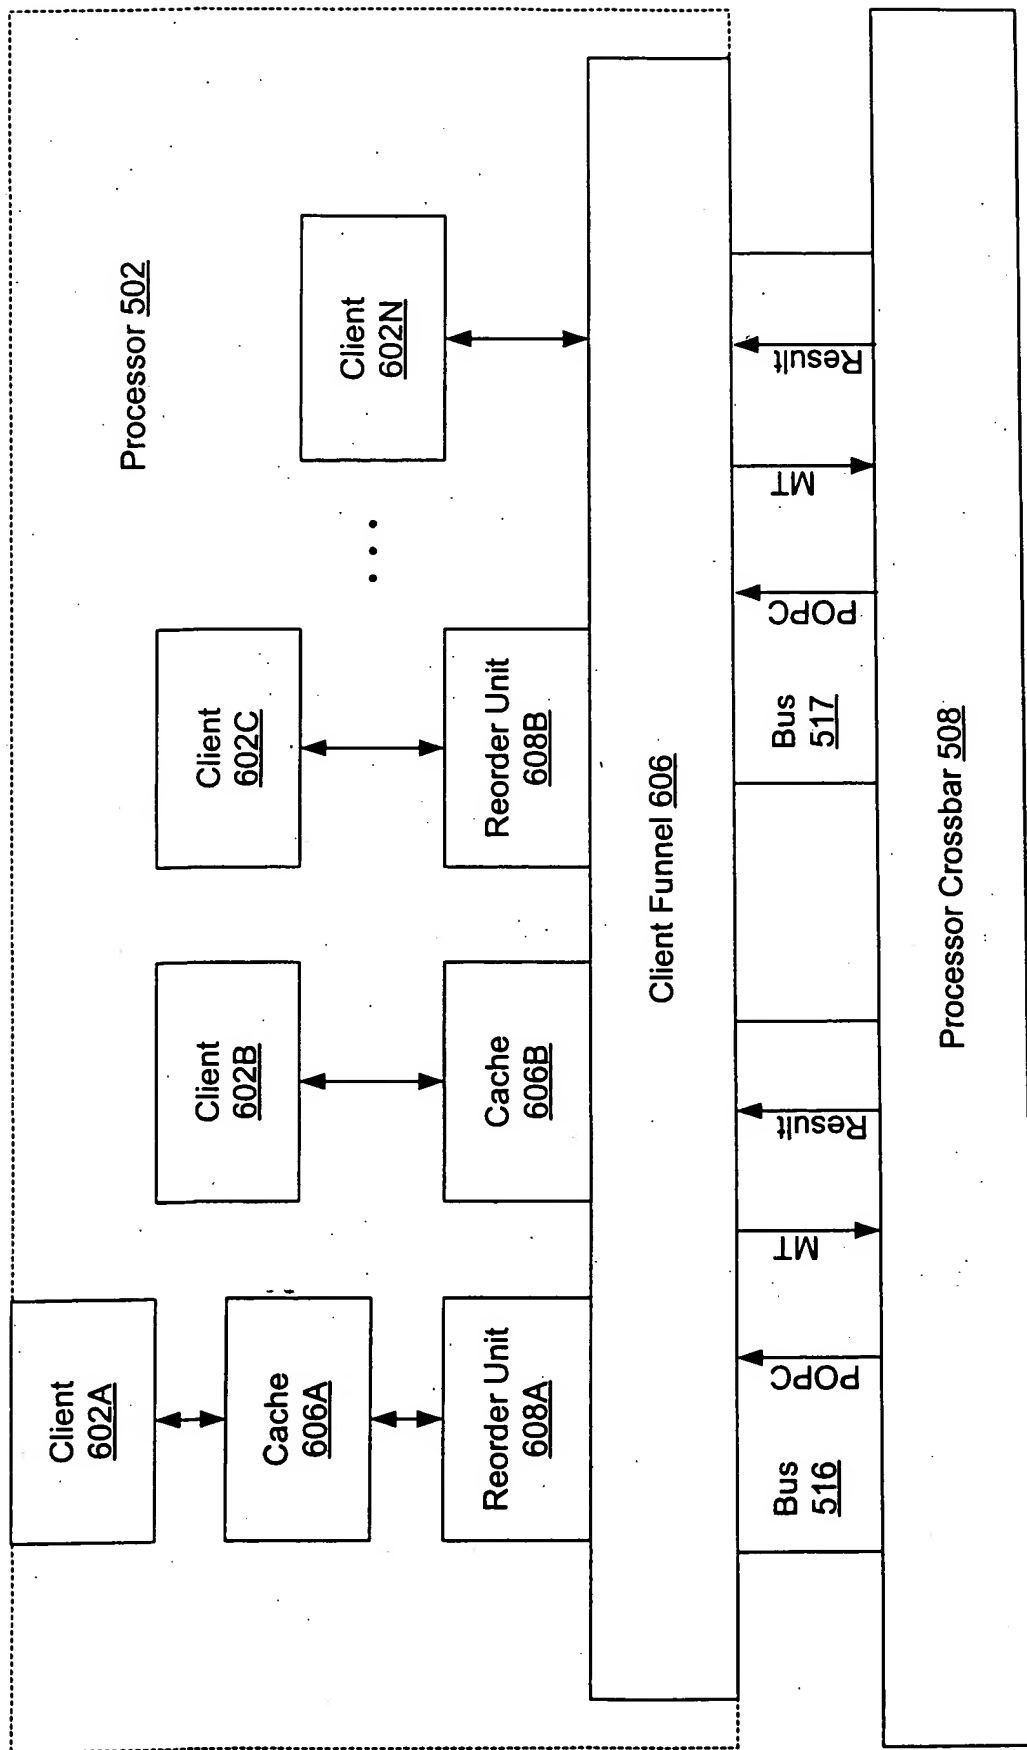 Processor 502
Client
602A
Cache
606A
Reorder Unit
608A
Client
602B
Cache
606B
Client
602C
Reorder Unit
608B
• • •
Client
602N
Client Funnel 606
Bus
516
POPC
MT
Result
Bus
517
POPC
MT
Result
Processor Crossbar 508